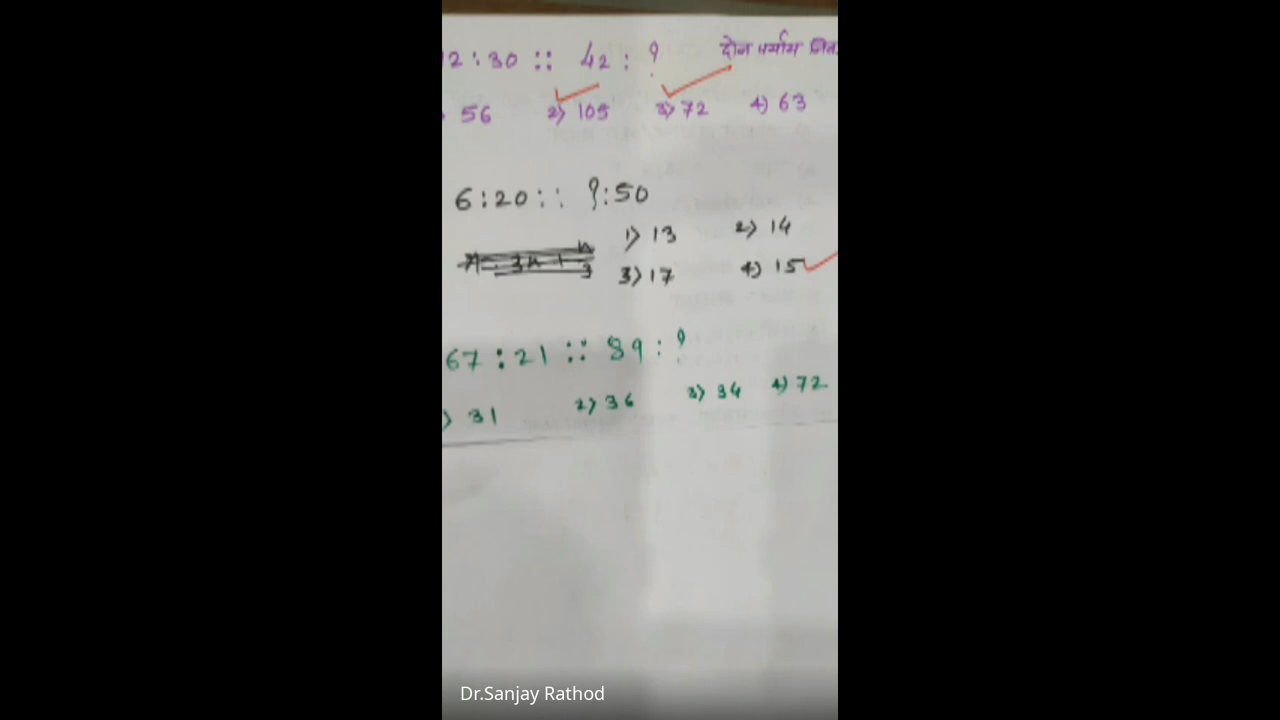 12:30 :: 42 : ?
दोन पर्याय
56 2) 105 3) 72 4) 63
6:20 :: ?:50
1) 13 2) 14
3) 17 4) 15
67:21 :: 89:?
) 31 2) 36 3) 34 4) 72
Dr.Sanjay Rathod